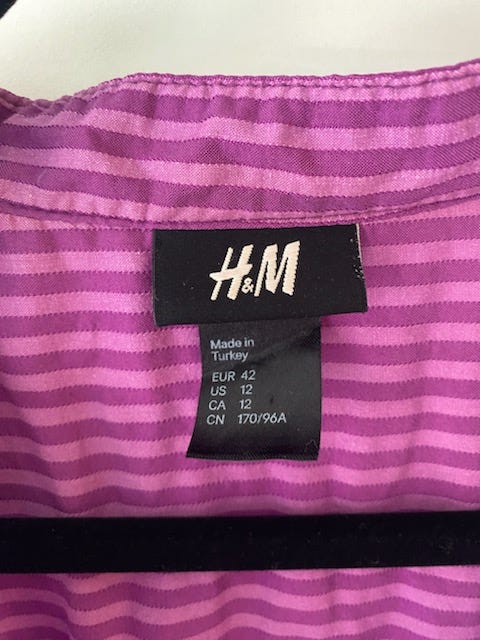 H&M
Made in
Turkey
EUR 42
US 12
CA 12
CN 170/96A